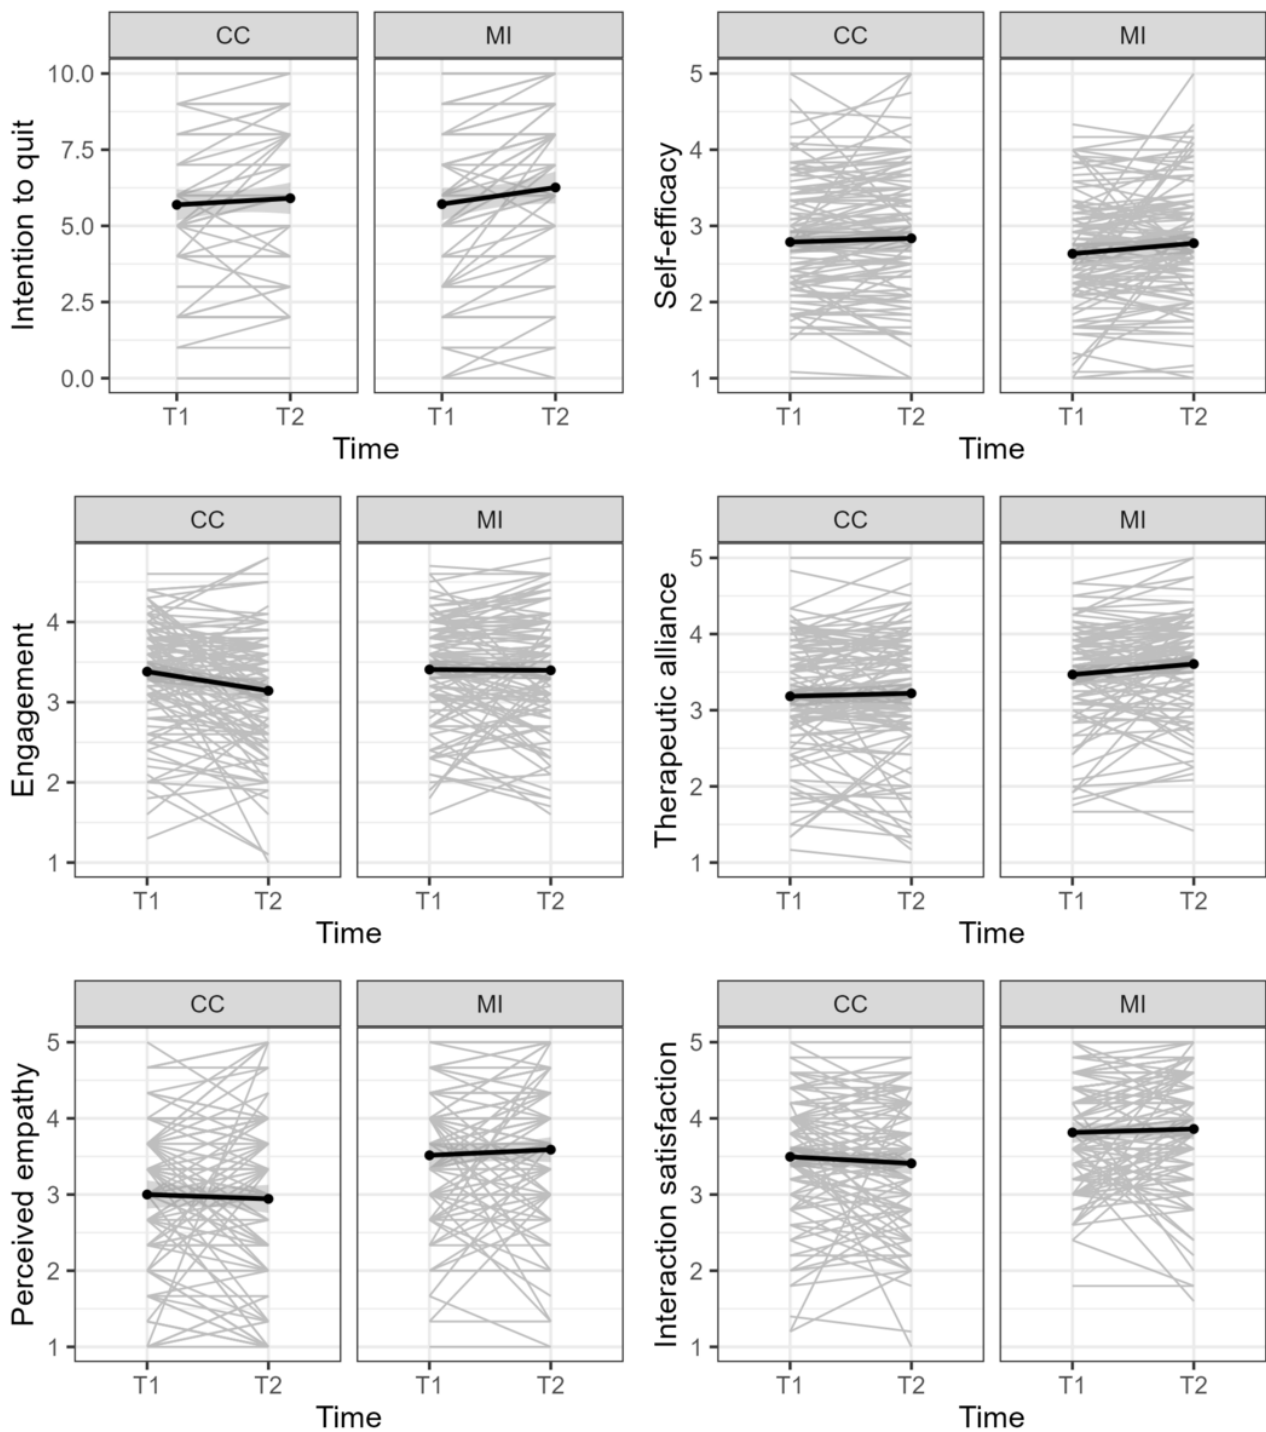 CC MI
Intention to quit
10.0
7.5
5.0
2.5
0.0
T1 T2 T1 T2
Time
CC MI
Self-efficacy
5
4
3
2
1
T1 T2 T1 T2
Time
CC MI
Engagement
4
3
2
1
T1 T2 T1 T2
Time
CC MI
Therapeutic alliance
5
4
3
2
1
T1 T2 T1 T2
Time
CC MI
Perceived empathy
5
4
3
2
1
T1 T2 T1 T2
Time
CC MI
Interaction satisfaction
5
4
3
2
1
T1 T2 T1 T2
Time